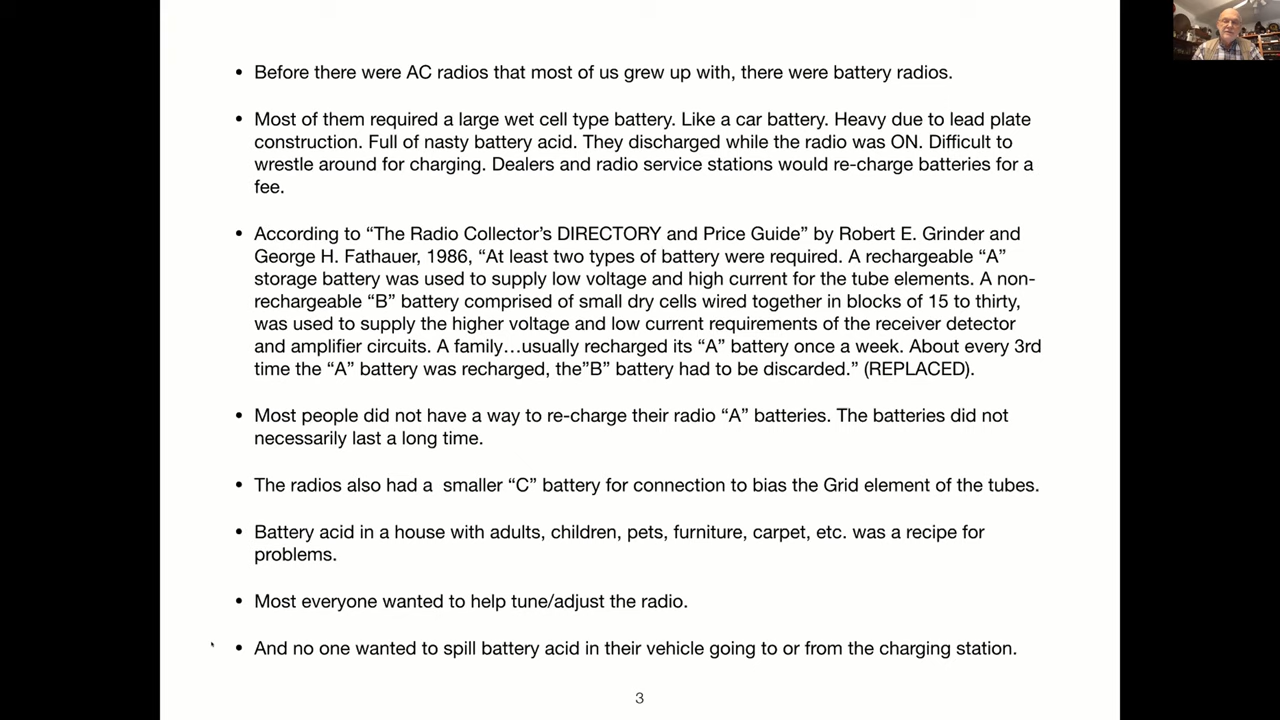 • Before there were AC radios that most of us grew up with, there were battery radios.
• Most of them required a large wet cell type battery. Like a car battery. Heavy due to lead plate
construction. Full of nasty battery acid. They discharged while the radio was ON. Difficult to
wrestle around for charging. Dealers and radio service stations would re-charge batteries for a
fee.
• According to “The Radio Collector’s DIRECTORY and Price Guide” by Robert E. Grinder and
George H. Fathauer, 1986, “At least two types of battery were required. A rechargeable “A”
storage battery was used to supply low voltage and high current for the tube elements. A non-
rechargeable “B” battery comprised of small dry cells wired together in blocks of 15 to thirty,
was used to supply the higher voltage and low current requirements of the receiver detector
and amplifier circuits. A family…usually recharged its “A” battery once a week. About every 3rd
time the “A” battery was recharged, the”B” battery had to be discarded.” (REPLACED).
• Most people did not have a way to re-charge their radio “A” batteries. The batteries did not
necessarily last a long time.
• The radios also had a  smaller “C” battery for connection to bias the Grid element of the tubes.
• Battery acid in a house with adults, children, pets, furniture, carpet, etc. was a recipe for
problems.
• Most everyone wanted to help tune/adjust the radio.
• And no one wanted to spill battery acid in their vehicle going to or from the charging station.
3